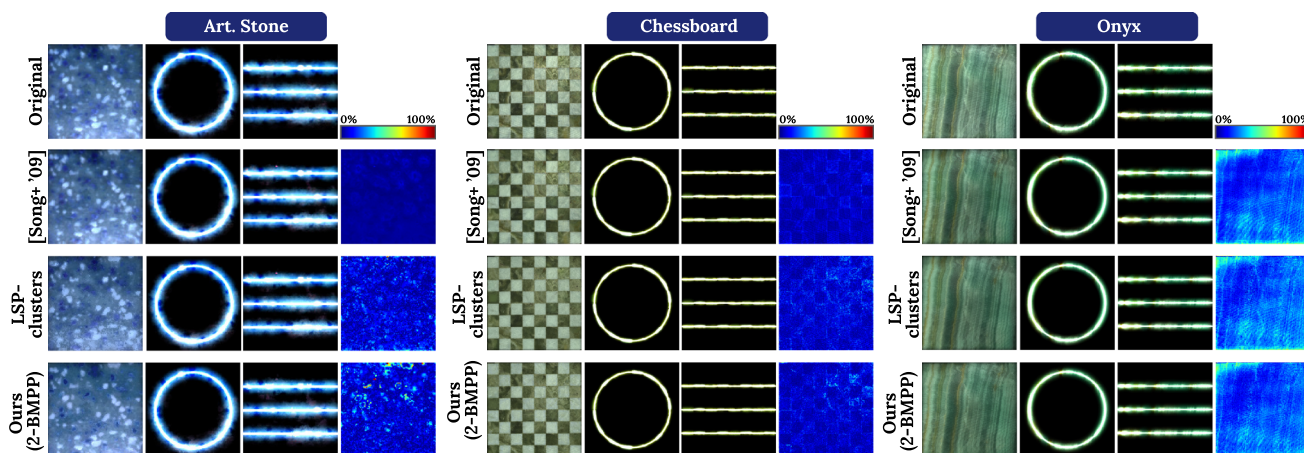 Art. Stone
Chessboard
Onyx
Original
0% 100%
Original
0% 100%
Original
0% 100%
[Song+ '09]
[Song+ '09]
[Song+ '09]
LSP-
clusters
LSP-
clusters
LSP-
clusters
Ours
(2-BMPP)
Ours
(2-BMPP)
Ours
(2-BMPP)